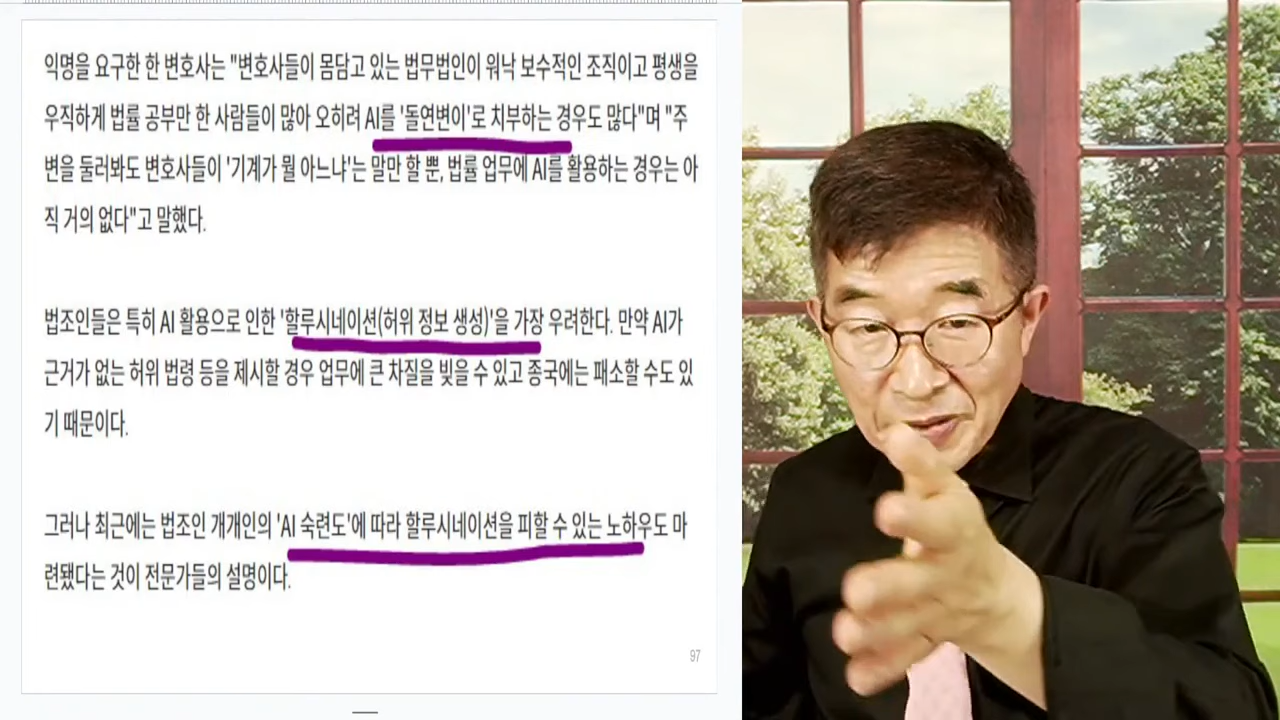 익명을 요구한 한 변호사는 "변호사들이 몸담고 있는 법무법인이 워낙 보수적인 조직이고 평생을
우직하게 법률 공부만 한 사람들이 많아 오히려 AI를 '돌연변이'로 치부하는 경우도 많다"며 "주
변을 둘러봐도 변호사들이 '기계가 뭘 아느냐'는 말만 할 뿐, 법률 업무에 AI를 활용하는 경우는 아
직 거의 없다"고 말했다.
법조인들은 특히 AI 활용으로 인한 '할루시네이션(허위 정보 생성)'을 가장 우려한다. 만약 AI가
근거가 없는 허위 법령 등을 제시할 경우 업무에 큰 차질을 빚을 수 있고 종국에는 패소할 수도 있
기 때문이다.
그러나 최근에는 법조인 개개인의 'AI 숙련도'에 따라 할루시네이션을 피할 수 있는 노하우도 마
련됐다는 것이 전문가들의 설명이다.
97